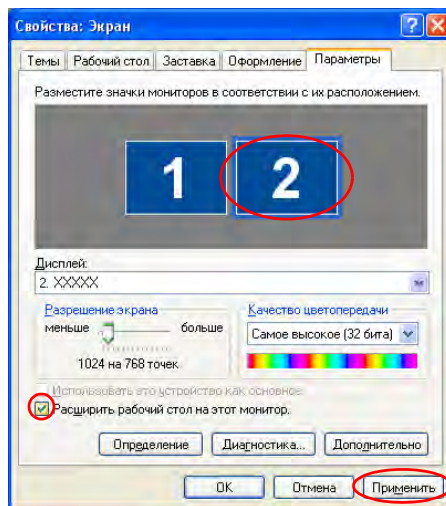 Свойства: Экран
Темы Рабочий стол Заставка Оформление Параметры
Разместите значки мониторов в соответствии с их расположением.
1 2
Дисплей:
2. XXXXX
Разрешение экрана Качество цветопередачи
меньше больше Самое высокое (32 бита)
1024 на 768 точек
Использовать это устройство как основное.
Расширить рабочий стол на этот монитор.
Определение Диагностика... Дополнительно
OK Отмена Применить